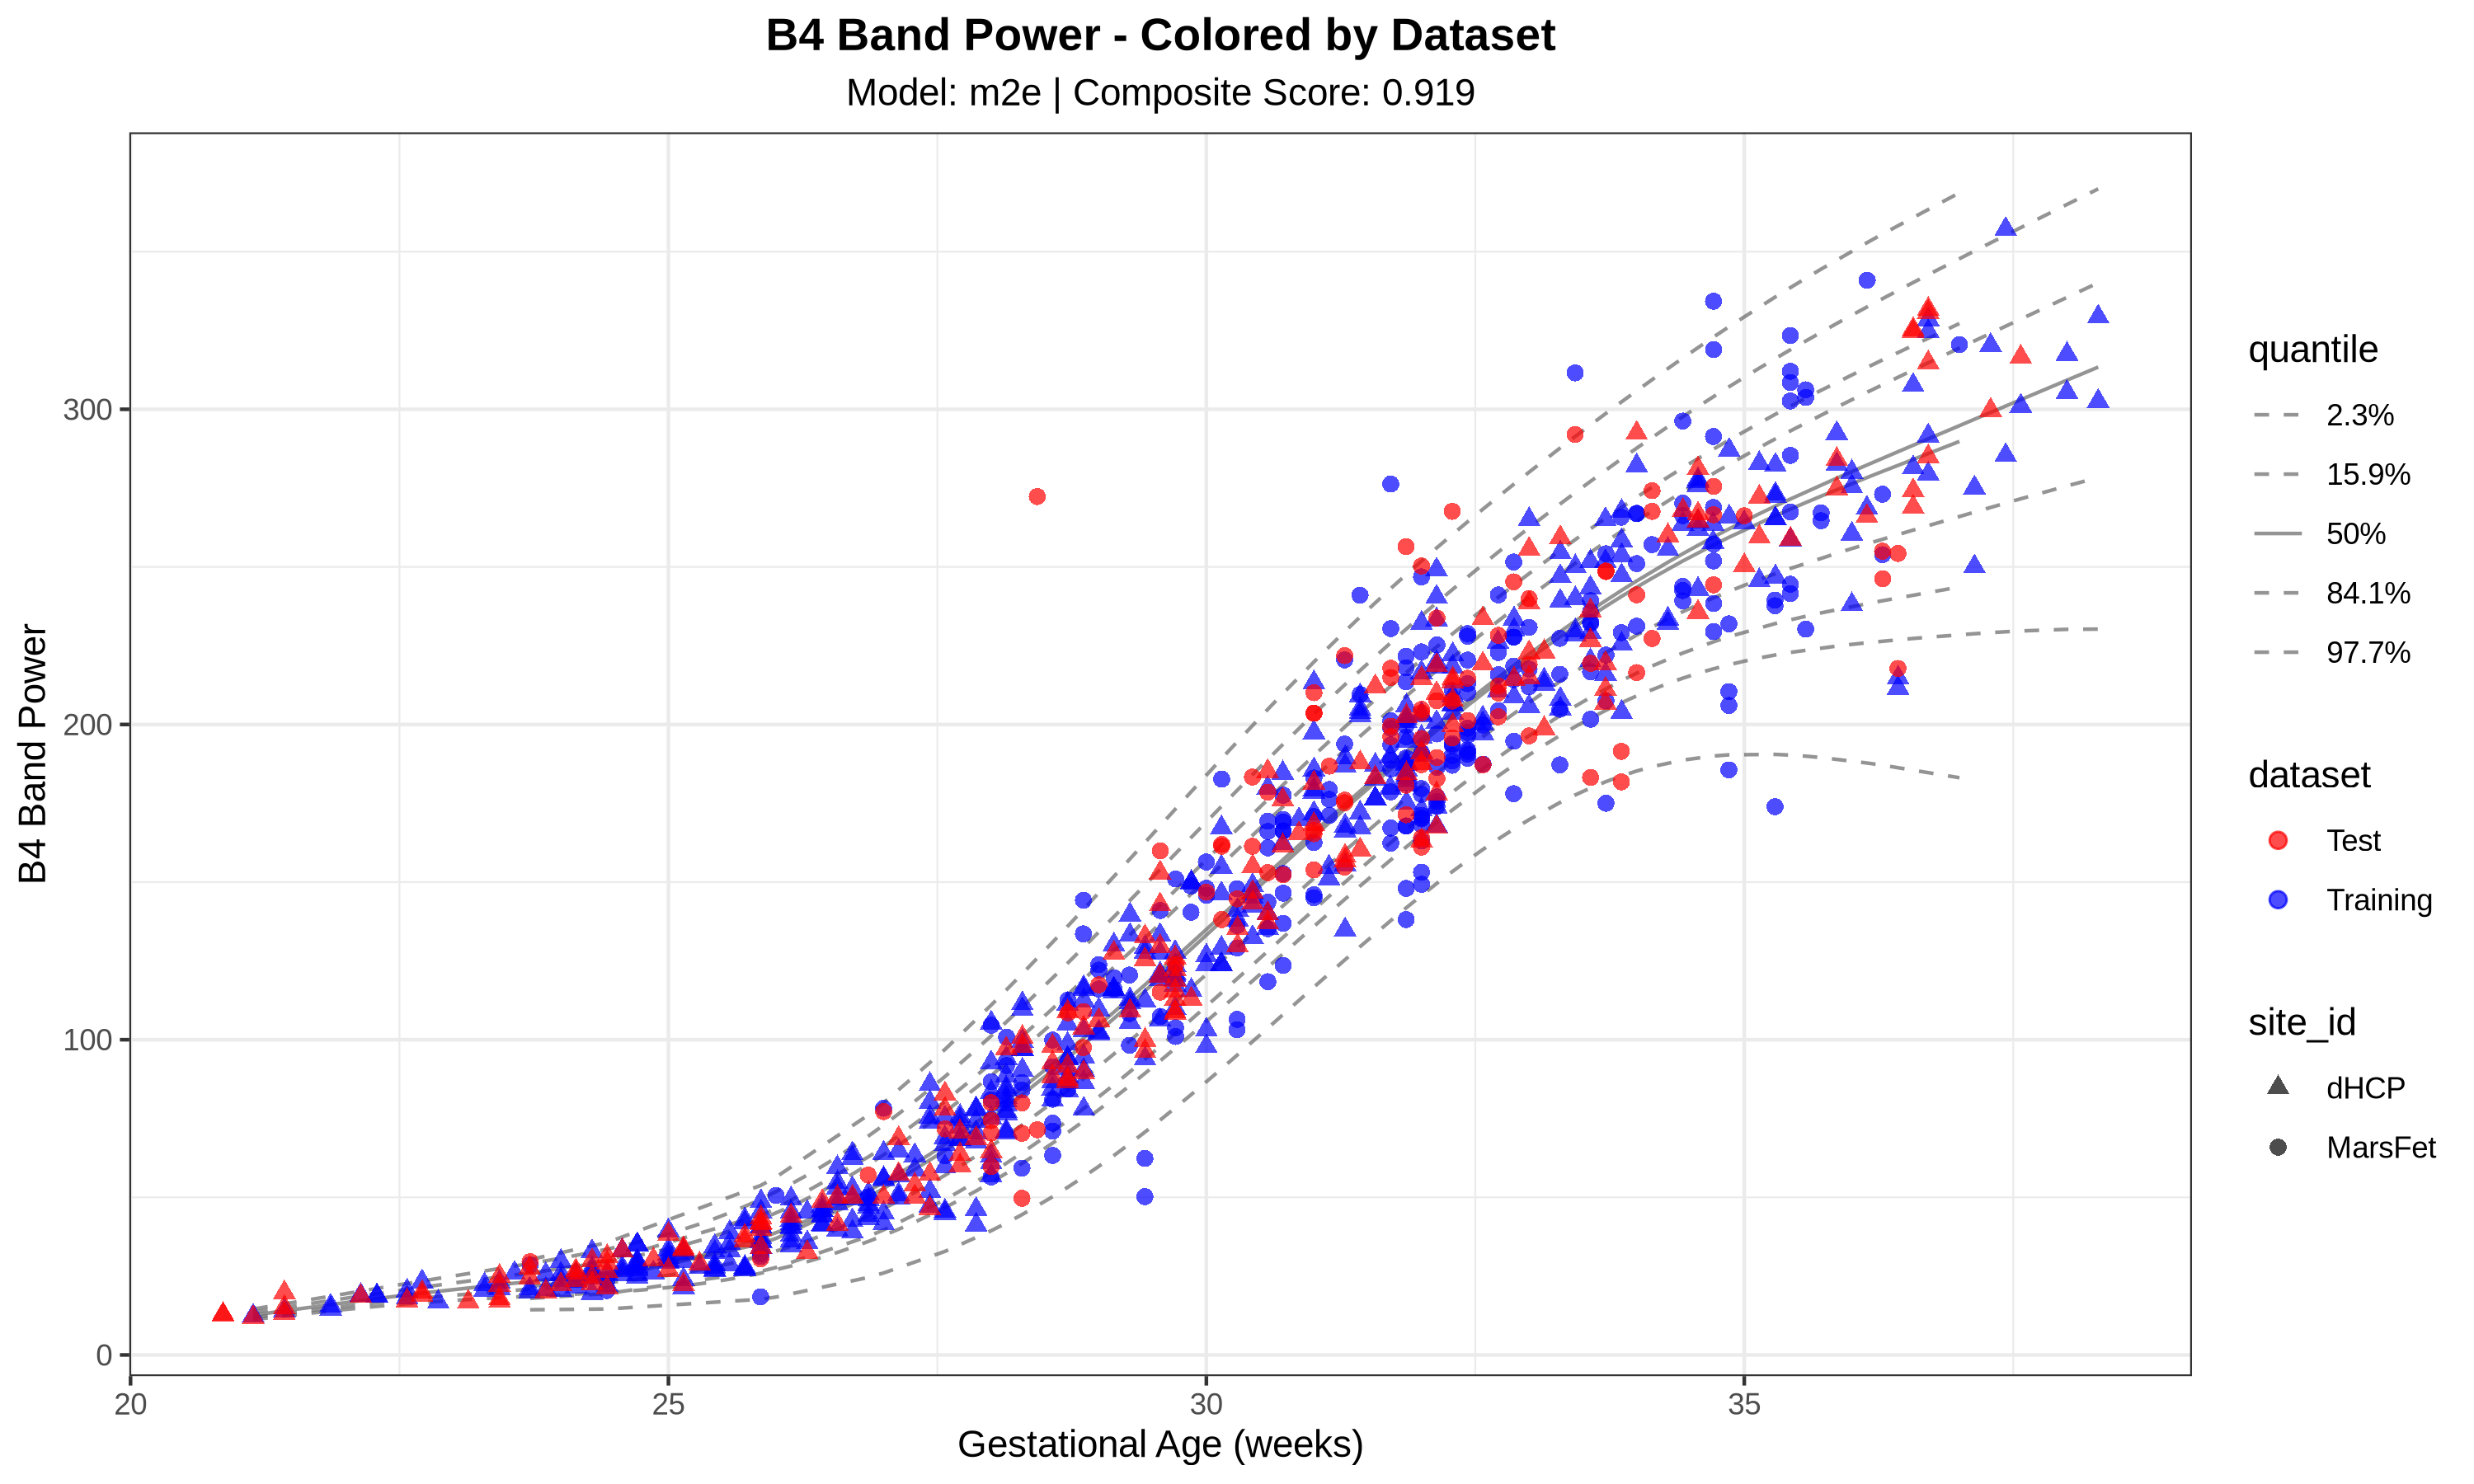 B4 Band Power - Colored by Dataset
Model: m2e | Composite Score: 0.919
B4 Band Power
300
200
100
0
20
25
30
35
Gestational Age (weeks)
quantile
2.3%
15.9%
50%
84.1%
97.7%
dataset
Test
Training
site_id
dHCP
MarsFet